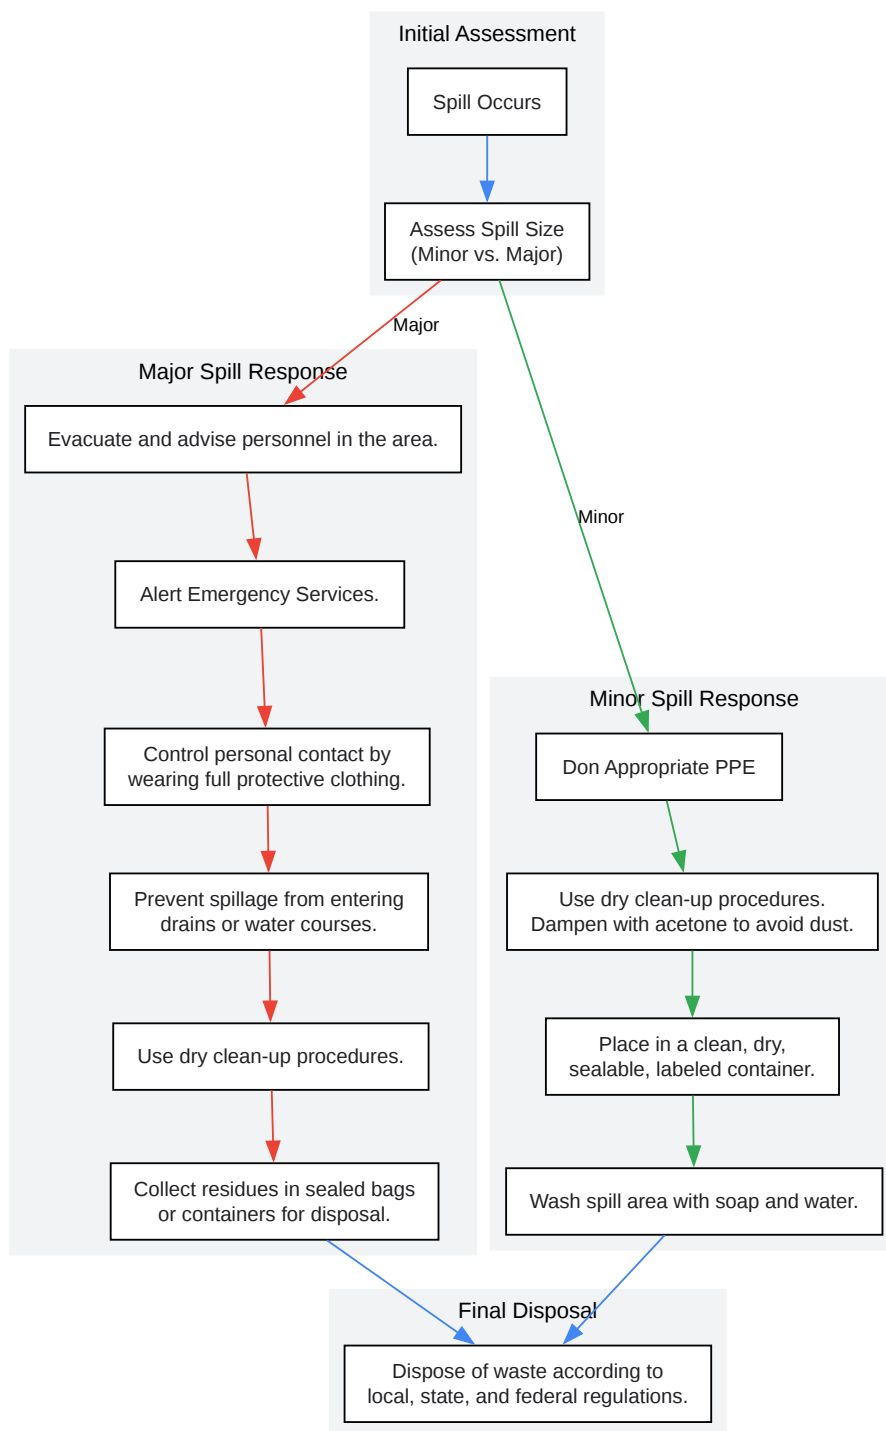 Initial Assessment
Spill Occurs
Assess Spill Size
(Minor vs. Major)
Major
Major Spill Response
Evacuate and advise personnel in the area.
Minor
Alert Emergency Services.
Minor Spill Response
Control personal contact by
wearing full protective clothing.
Don Appropriate PPE
Prevent spillage from entering
drains or water courses.
Use dry clean-up procedures.
Dampen with acetone to avoid dust.
Use dry clean-up procedures.
Place in a clean, dry,
sealable, labeled container.
Collect residues in sealed bags
or containers for disposal.
Wash spill area with soap and water.
Final Disposal
Dispose of waste according to
local, state, and federal regulations.